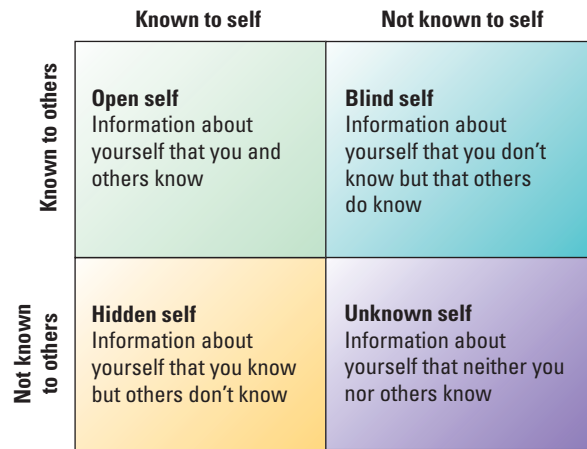 Known to self
Not known to self
Known to others
Open self
Information about
yourself that you and
others know
Blind self
Information about
yourself that you don't
know but that others
do know
Not known
to others
Hidden self
Information about
yourself that you know
but others don't know
Unknown self
Information about
yourself that neither you
nor others know